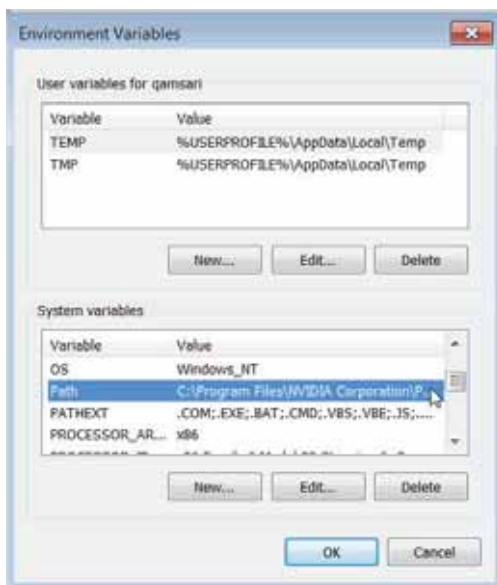 Environment Variables
User variables for qamsari
Variable Value
TEMP %USERPROFILE%\AppData\Local\Temp
TMP %USERPROFILE%\AppData\Local\Temp
New... Edit... Delete
System variables
Variable Value
OS Windows_NT
Path C:\Program Files\NVIDIA Corporation\P...
PATHEXT .COM;.EXE;.BAT;.CMD;.VBS;.VBE;.JS;....
PROCESSOR_AR... x86
New... Edit... Delete
OK Cancel